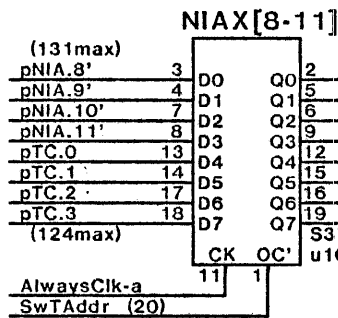 NIAX[8-11]
(131max)
pNIA.8' 3 D0 Q0 2
pNIA.9' 4 D1 Q1 5
pNIA.10' 7 D2 Q2 6
pNIA.11' 8 D3 Q3 9
pTC.0 13 D4 Q4 12
pTC.1 14 D5 Q5 15
pTC.2 17 D6 Q6 16
pTC.3 18 D7 Q7 19
(124max) S3
CK OC'
11 1
AlwaysClk-a
SwTAddr (20)